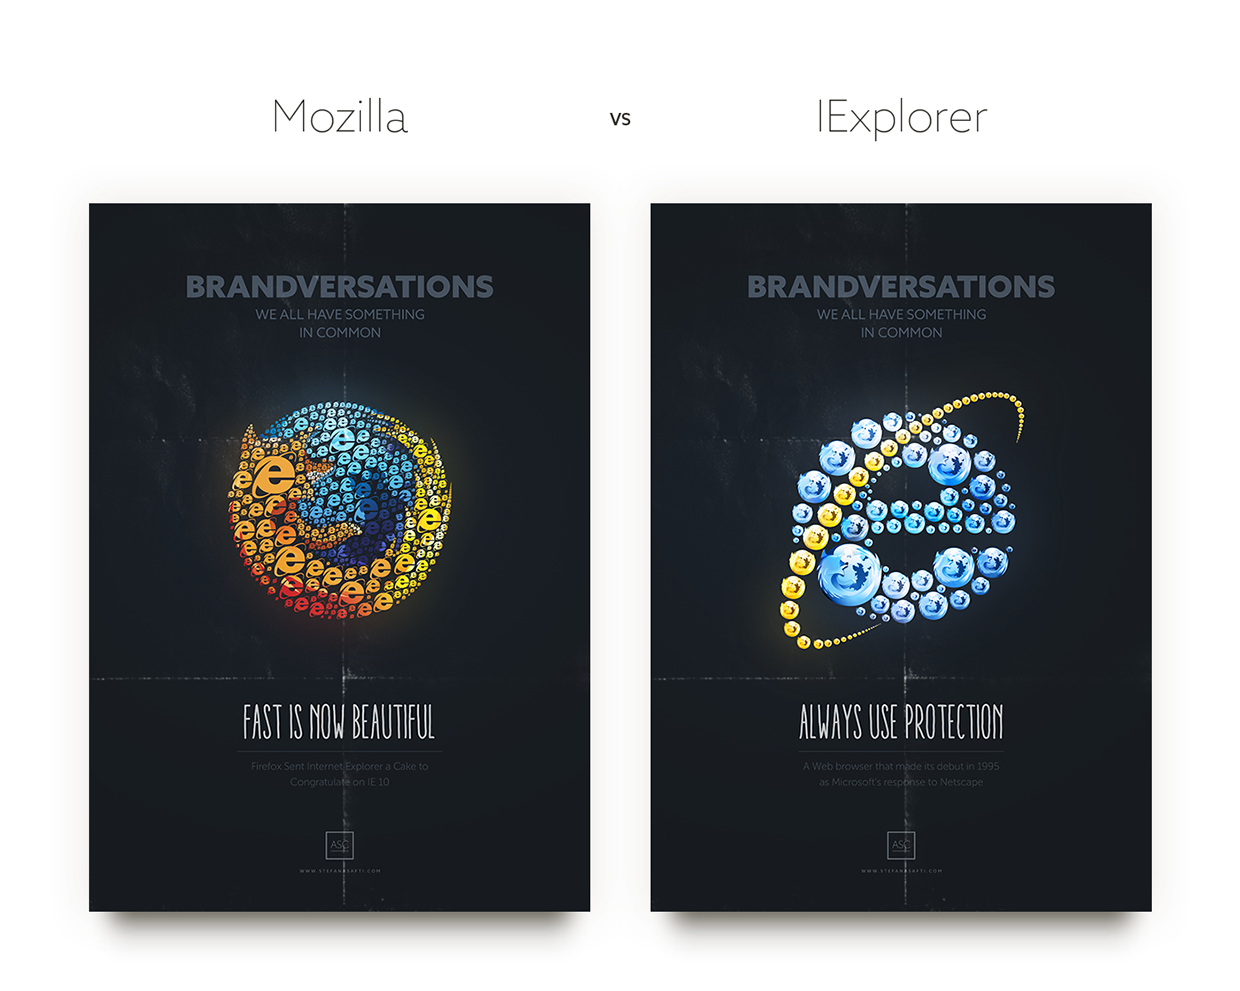 Mozilla
vs
IExplorer
BRANDVERSATIONS
WE ALL HAVE SOMETHING
IN COMMON
FAST IS NOW BEAUTIFUL
Firefox Sent Internet Explorer a Cake to
Congratulate on IE 10
ASC
WWW.STEFANASAFTI.COM
BRANDVERSATIONS
WE ALL HAVE SOMETHING
IN COMMON
ALWAYS USE PROTECTION
A Web browser that made its debut in 1995
as Microsoft's response to Netscape
ASC
WWW.STEFANASAFTI.COM